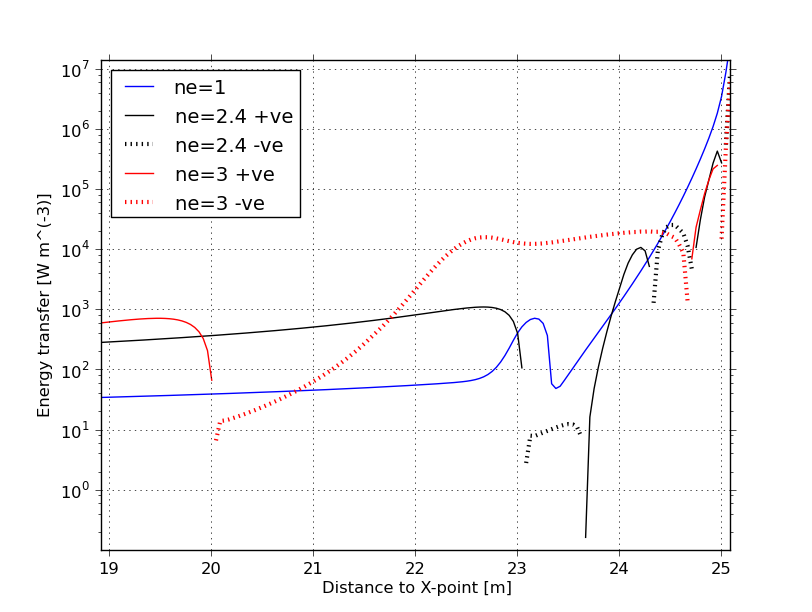 ne=1
ne=2.4 +ve
ne=2.4 -ve
ne=3 +ve
ne=3 -ve
Energy transfer [W m^(-3)]
10^7
10^6
10^5
10^4
10^3
10^2
10^1
10^0
19 20 21 22 23 24 25
Distance to X-point [m]